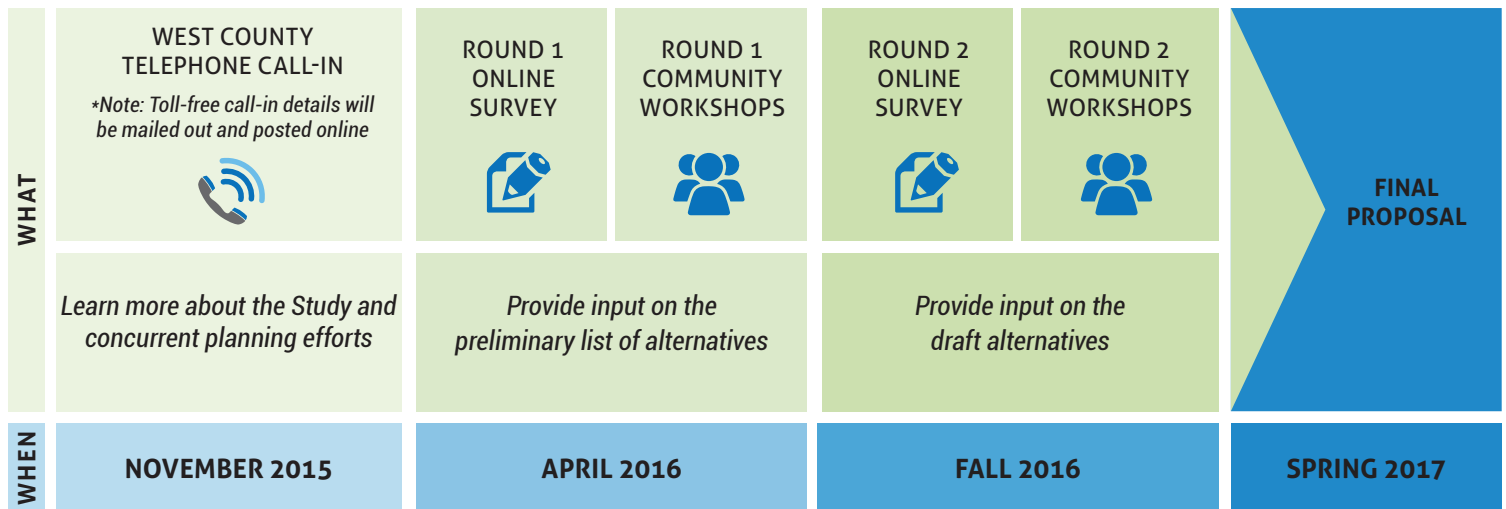 WHAT
WEST COUNTY
TELEPHONE CALL-IN
*Note: Toll-free call-in details will
be mailed out and posted online
Learn more about the Study and
concurrent planning efforts
ROUND 1
ONLINE
SURVEY
ROUND 1
COMMUNITY
WORKSHOPS
Provide input on the
preliminary list of alternatives
ROUND 2
ONLINE
SURVEY
ROUND 2
COMMUNITY
WORKSHOPS
Provide input on the
draft alternatives
FINAL
PROPOSAL
WHEN
NOVEMBER 2015
APRIL 2016
FALL 2016
SPRING 2017